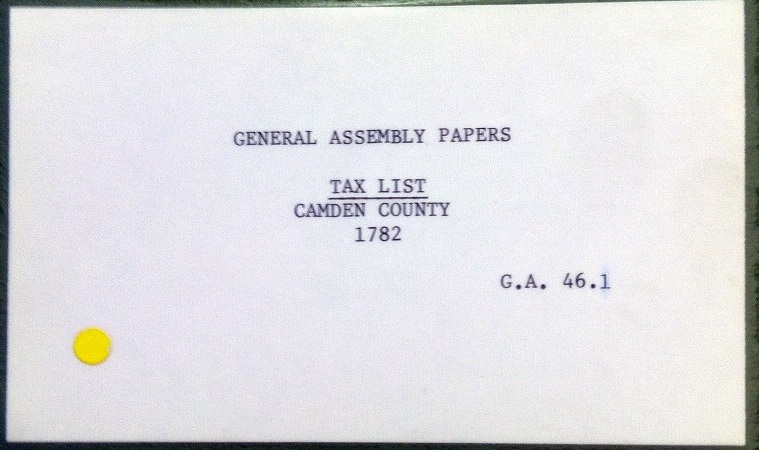 GENERAL ASSEMBLY PAPERS
TAX LIST
CAMDEN COUNTY
1782
G.A. 46.1